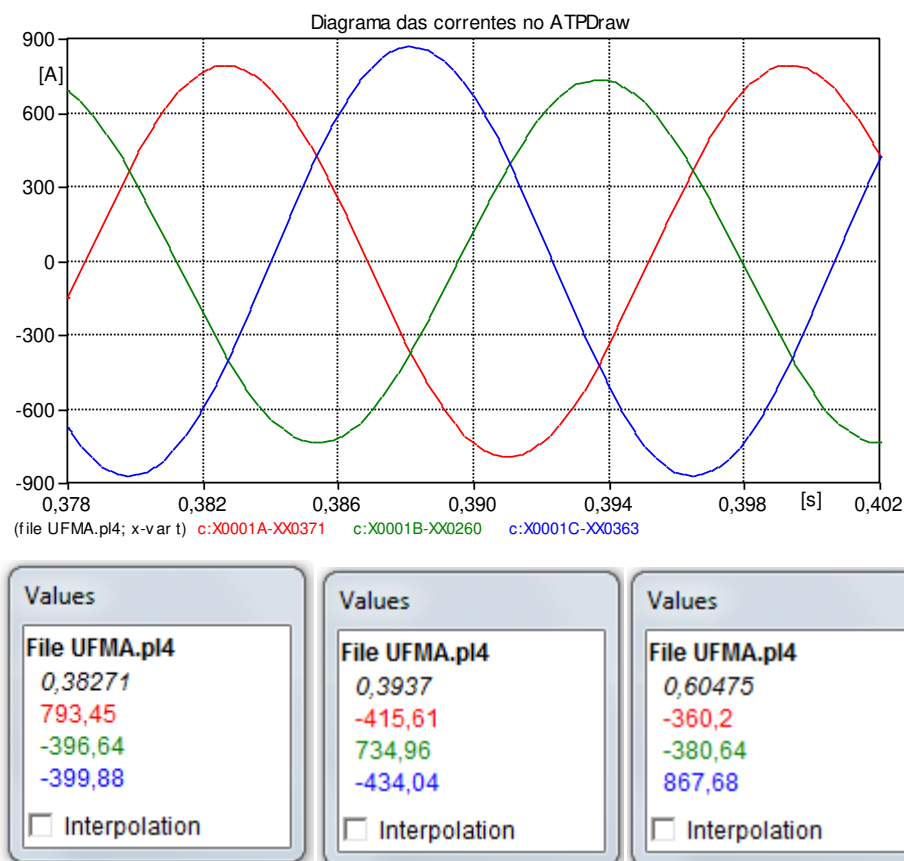 Diagrama das correntes no ATPDraw
900
[A]
600
300
0
-300
-600
-900
0,378 0,382 0,386 0,390 0,394 0,398 [s] 0,402
(file UFMA.pl4; x-var t) c:X0001A-XX0371 c:X0001B-XX0260 c:X0001C-XX0363
Values
File UFMA.pl4
0,38271
793,45
-396,64
-399,88
Interpolation
Values
File UFMA.pl4
0,3937
-415,61
734,96
-434,04
Interpolation
Values
File UFMA.pl4
0,60475
-360,2
-380,64
867,68
Interpolation